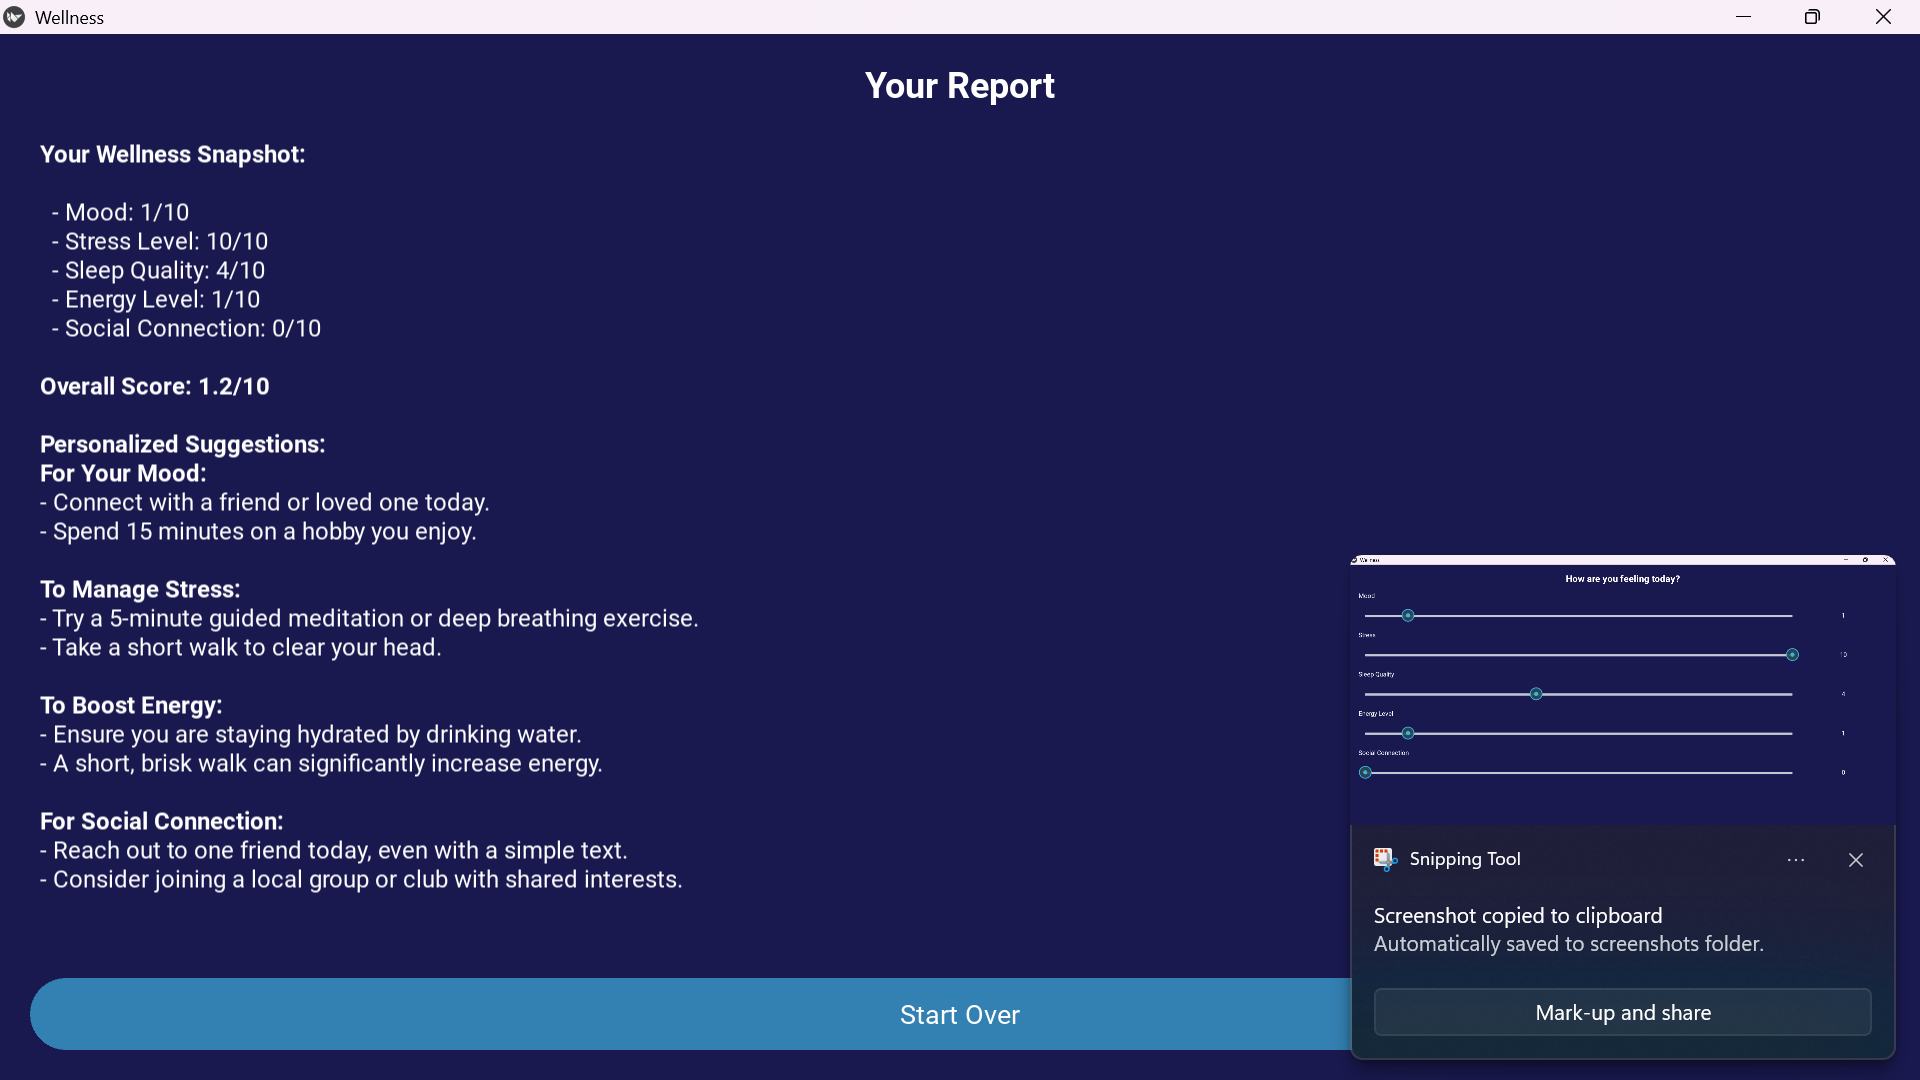 Wellness
Your Report
Your Wellness Snapshot:
- Mood: 1/10
- Stress Level: 10/10
- Sleep Quality: 4/10
- Energy Level: 1/10
- Social Connection: 0/10
Overall Score: 1.2/10
Personalized Suggestions:
For Your Mood:
- Connect with a friend or loved one today.
- Spend 15 minutes on a hobby you enjoy.
To Manage Stress:
- Try a 5-minute guided meditation or deep breathing exercise.
- Take a short walk to clear your head.
To Boost Energy:
- Ensure you are staying hydrated by drinking water.
- A short, brisk walk can significantly increase energy.
For Social Connection:
- Reach out to one friend today, even with a simple text.
- Consider joining a local group or club with shared interests.
Start Over
Wellness
How are you feeling today?
Mood
1
Stress
10
Sleep Quality
4
Energy Level
1
Social Connection
0
Snipping Tool
Screenshot copied to clipboard
Automatically saved to screenshots folder.
Mark-up and share